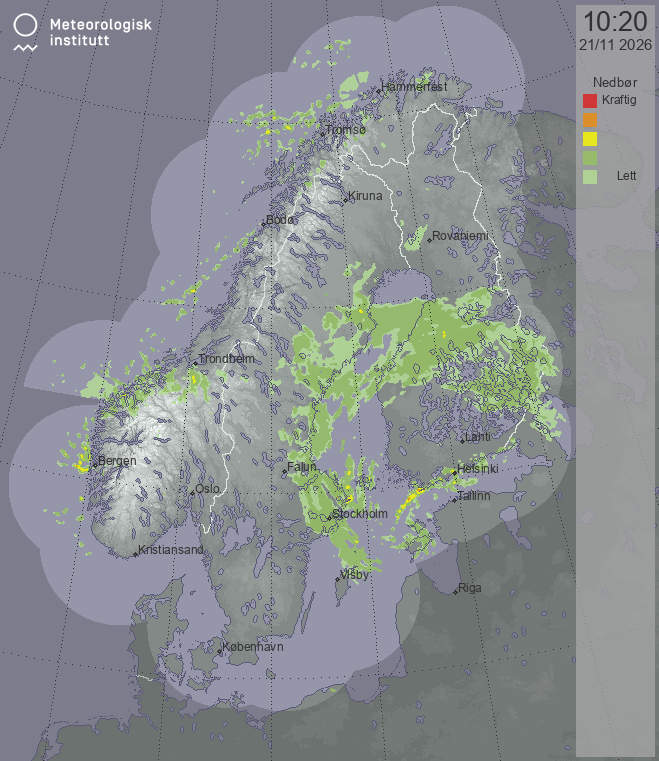 Meteorologisk
institutt
10:20
21/11 2026
Nedbør
Kraftig
Lett
Hammerfest
Tromsø
Kiruna
Bodø
Rovaniemi
Trondheim
Lahti
Bergen
Falun
Helsinki
Oslo
Tallinn
Stockholm
Kristiansand
Visby
Riga
København